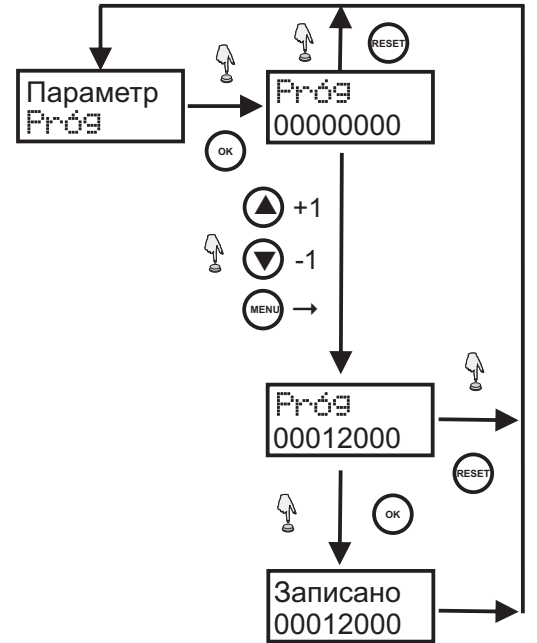 RESET
Параметр
Próg
Próg
00000000
OK
+1
-1
MENU
Próg
00012000
RESET
OK
Записано
00012000